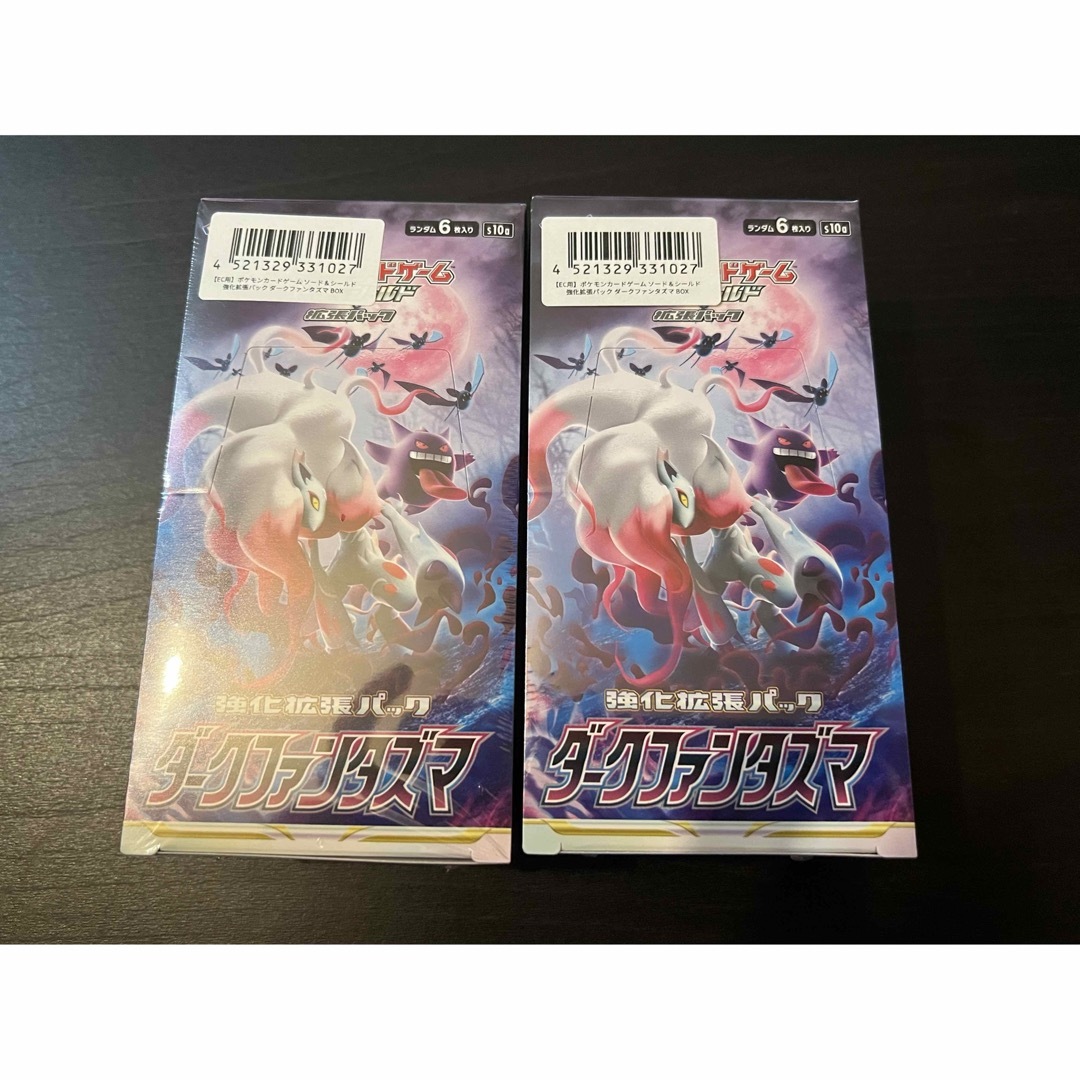 ランダム 6 枚入り S10a
4 521329 331027
【EC用】ポケモンカードゲーム ソード＆シールド
強化拡張パック ダークファンタズマ BOX
ドゲーム
ルド
拡張パック
強化拡張パック
ダークファンタズマ
ランダム 6 枚入り S10a
4 521329 331027
【EC用】ポケモンカードゲーム ソード＆シールド
強化拡張パック ダークファンタズマ BOX
ドゲーム
ルド
拡張パック
強化拡張パック
ダークファンタズマ